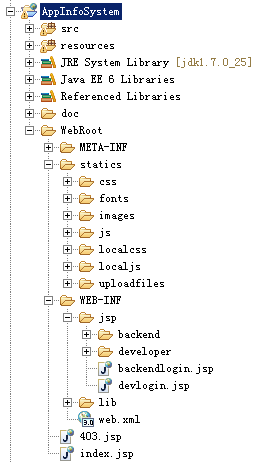 AppInfoSystem
src
resources
JRE System Library [jdk1.7.0_25]
Java EE 6 Libraries
Referenced Libraries
doc
WebRoot
META-INF
statics
css
fonts
images
js
localcss
localjs
uploadfiles
WEB-INF
jsp
backend
developer
backendlogin.jsp
devlogin.jsp
lib
web.xml
403.jsp
index.jsp